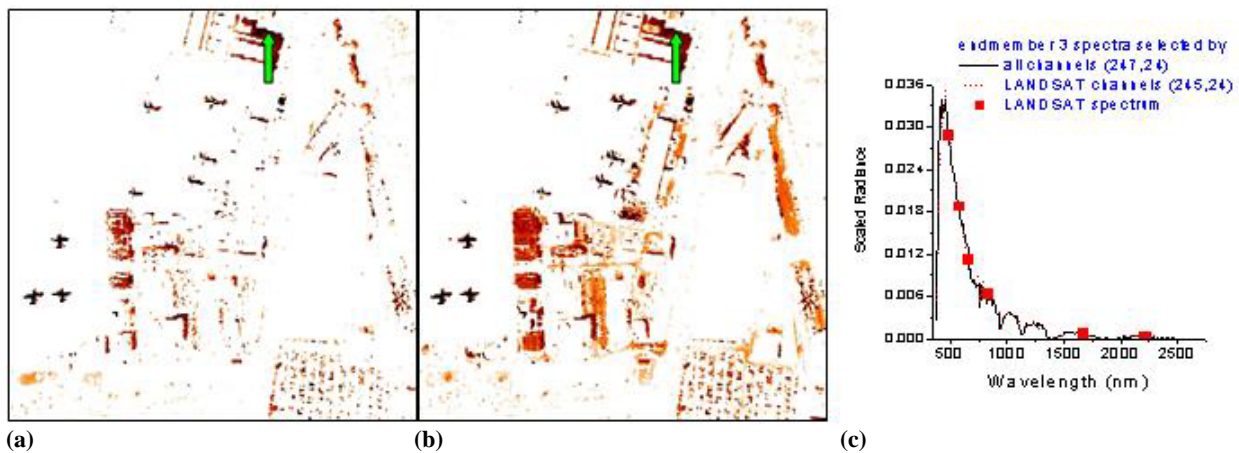 endmember 3 spectra selected by
all channels (247,24)
LANDSAT channels (245,24)
LANDSAT spectrum
0.036
0.030
0.024
0.018
0.012
0.006
0.000
Scaled Radiance
500 1000 1500 2000 2500
Wavelength (nm)
(a) (b) (c)